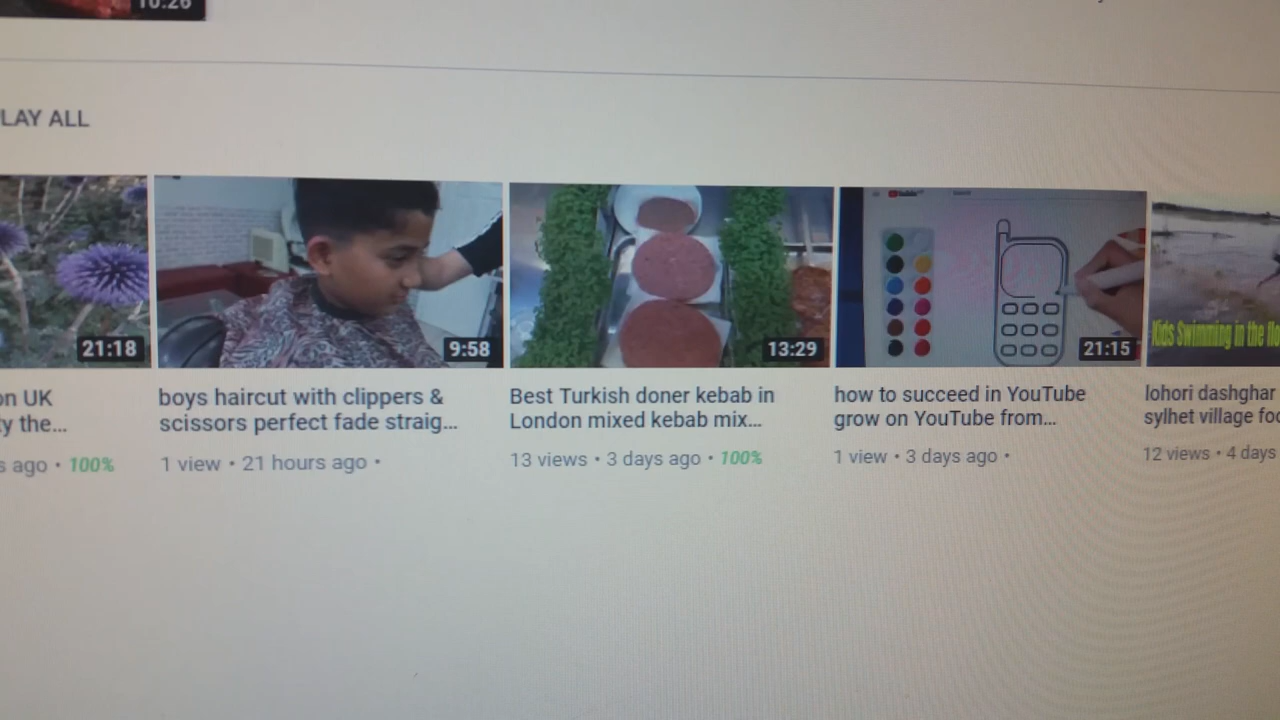 10:26
LAY ALL
21:18
9:58
13:29
21:15
Kids Swimming in the
on UK
y the...
s ago • 100%
boys haircut with clippers &
scissors perfect fade straig...
1 view • 21 hours ago •
Best Turkish doner kebab in
London mixed kebab mix...
13 views • 3 days ago • 100%
how to succeed in YouTube
grow on YouTube from...
1 view • 3 days ago •
lohori dashghar
sylhet village foo
12 views • 4 days